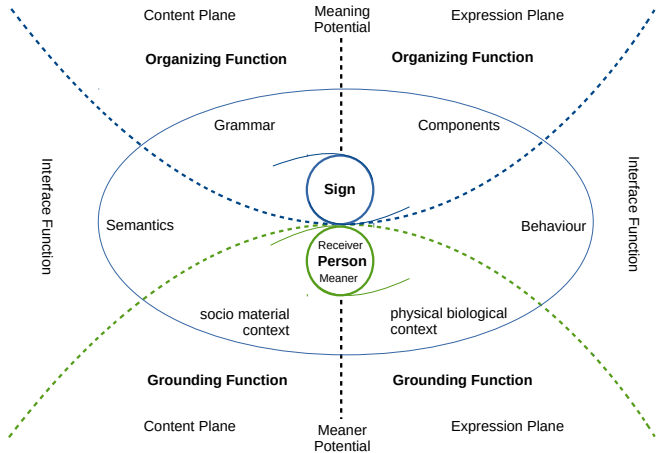 Content Plane
Meaning
Potential
Expression Plane
Organizing Function
Organizing Function
Grammar
Components
Interface Function
Interface Function
Sign
Semantics
Behaviour
Receiver
Person
Meaner
socio material
context
physical biological
context
Grounding Function
Grounding Function
Content Plane
Meaner
Potential
Expression Plane